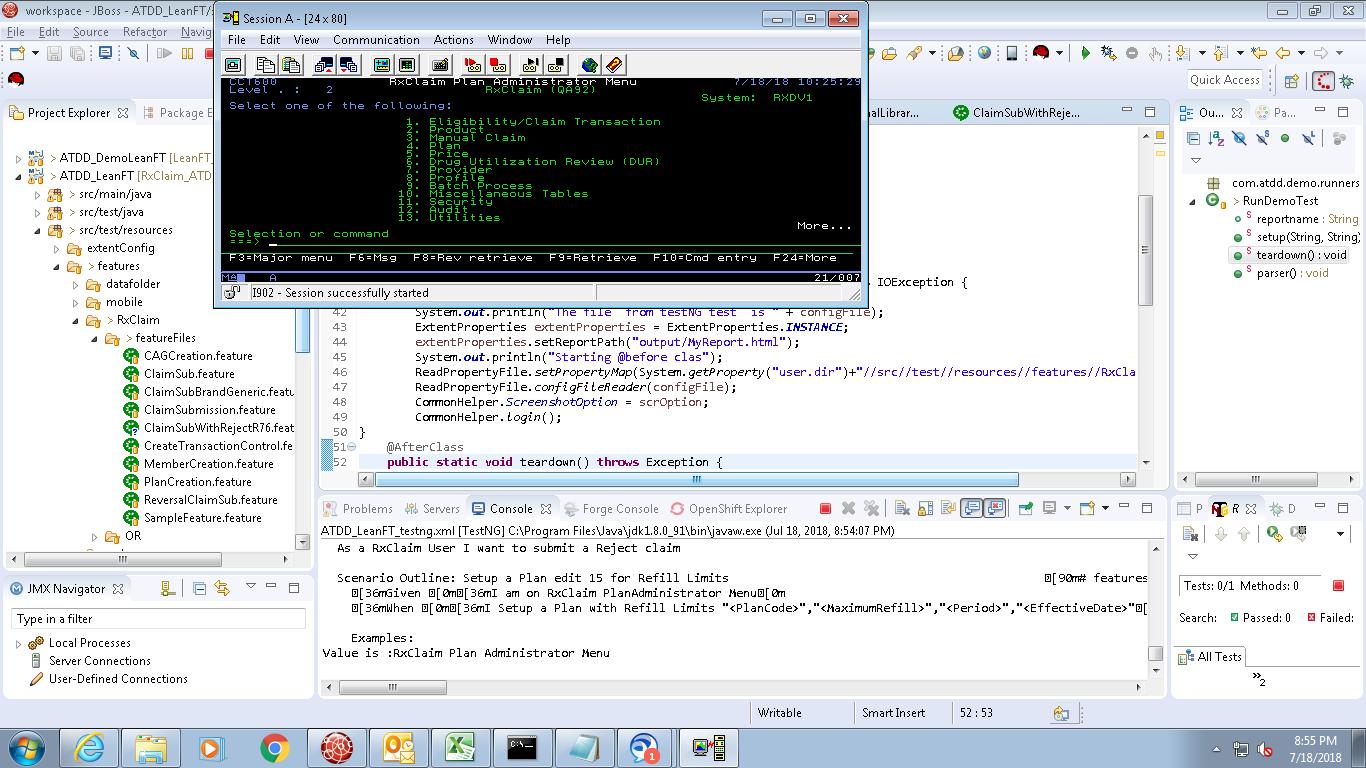 workspace - JBoss - ATDD_LeanFT/
File Edit Source Refactor Navig
Quick Access
Project Explorer
Package E
> ATDD_DemoLeanFT [LeanFT_
> ATDD_LeanFT [RxClaim_ATD
> src/main/java
> src/test/java
> src/test/resources
extentConfig
> features
datafolder
mobile
> RxClaim
> featureFiles
CAGCreation.feature
ClaimSub.feature
ClaimSubBrandGeneric.featu
ClaimSubmission.feature
ClaimSubWithRejectR76.feat
CreateTransactionControl.fe
MemberCreation.feature
PlanCreation.feature
ReversalClaimSub.feature
SampleFeature.feature
OR
JMX Navigator
Type in a filter
Local Processes
Server Connections
User-Defined Connections
Session A - [24 x 80]
File Edit View Communication Actions Window Help
CCT600 RxClaim Plan Administrator Menu 7/18/18 10:25:29
Level . : 2 RxClaim (QA92)
System: RXDV1
Select one of the following:
1. Eligibility/Claim Transaction
2. Product
3. Manual Claim
4. Plan
5. Price
6. Drug Utilization Review (DUR)
7. Provider
8. Profile
9. Batch Process
10. Miscellaneous Tables
11. Security
12. Audit
13. Utilities
More...
Selection or command
===> _
F3=Major menu F6=Msg F8=Rev retrieve F9=Retrieve F10=Cmd entry F24=More
MA A 21/007
I902 - Session successfully started
nalLibrar...
ClaimSubWithReje...
IOException {
42 System.out.println("The file from testNG test is " + configFile);
43 ExtentProperties extentProperties = ExtentProperties.INSTANCE;
44 extentProperties.setReportPath("output/MyReport.html");
45 System.out.println("Starting @before clas");
46 ReadPropertyFile.setPropertyMap(System.getProperty("user.dir")+"//src//test//resources//features//RxCla
47 ReadPropertyFile.configFileReader(configFile);
48 CommonHelper.ScreenshotOption = scrOption;
49 CommonHelper.login();
50 }
51 @AfterClass
52 public static void teardown() throws Exception {
Problem Servers Console Forge Console OpenShift Explorer
ATDD_LeanFT_testng.xml [TestNG] C:\Program Files\Java\jdk1.8.0_91\bin\javaw.exe (Jul 18, 2018, 8:54:07 PM)
As a RxClaim User I want to submit a Reject claim
Scenario Outline: Setup a Plan edit 15 for Refill Limits [90m# features
[36mGiven [0m[36mI am on RxClaim PlanAdministrator Menu[0m
[36mWhen [0m[36mI Setup a Plan with Refill Limits "<PlanCode>","<MaximumRefill>","<Period>","<EffectiveDate>"[
Examples:
Value is :RxClaim Plan Administrator Menu
Ou... Pa...
com.atdd.demo.runners
> RunDemoTest
reportname : String
setup(String, String)
teardown() : void
parser() : void
P R D
Tests: 0/1 Methods: 0
Search: Passed: 0 Failed:
All Tests
»2
Writable
Smart Insert
52 : 53
1
8:55 PM
7/18/2018